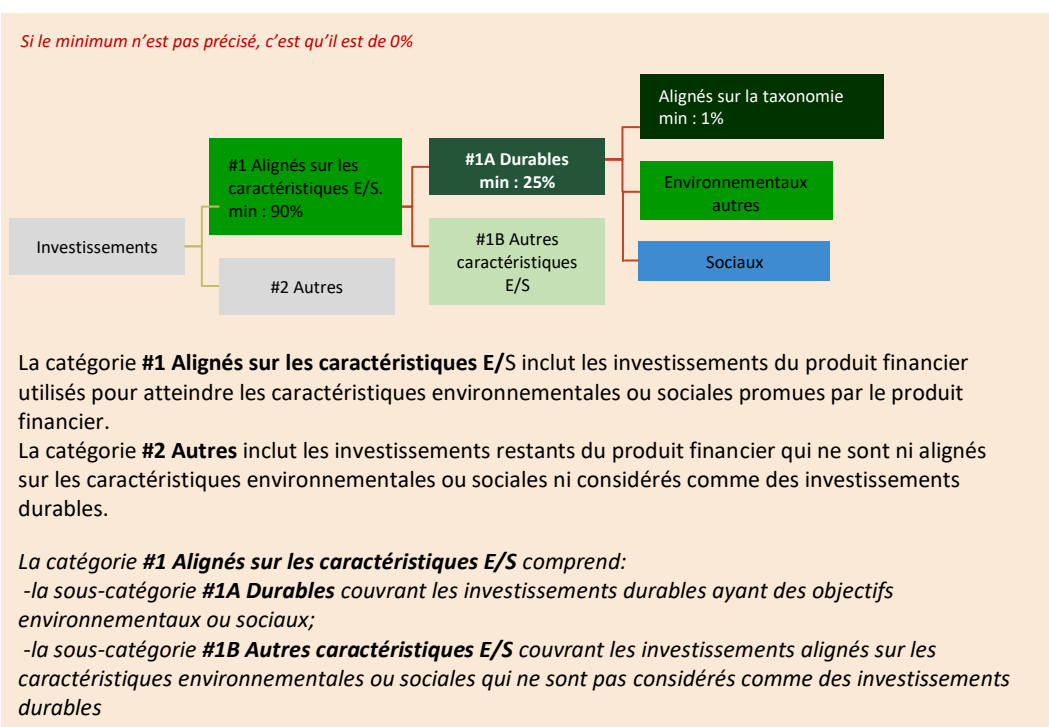 Si le minimum n’est pas précisé, c’est qu’il est de 0%
Alignés sur la taxonomie
min : 1%
#1 Alignés sur les
caractéristiques E/S.
min : 90%
#1A Durables
min : 25%
Environnementaux
autres
Investissements
#1B Autres
caractéristiques
E/S
Sociaux
#2 Autres
La catégorie #1 Alignés sur les caractéristiques E/S inclut les investissements du produit financier
utilisés pour atteindre les caractéristiques environnementales ou sociales promues par le produit
financier.
La catégorie #2 Autres inclut les investissements restants du produit financier qui ne sont ni alignés
sur les caractéristiques environnementales ou sociales ni considérés comme des investissements
durables.
La catégorie #1 Alignés sur les caractéristiques E/S comprend:
-la sous-catégorie #1A Durables couvrant les investissements durables ayant des objectifs
environnementaux ou sociaux;
-la sous-catégorie #1B Autres caractéristiques E/S couvrant les investissements alignés sur les
caractéristiques environnementales ou sociales qui ne sont pas considérés comme des investissements
durables